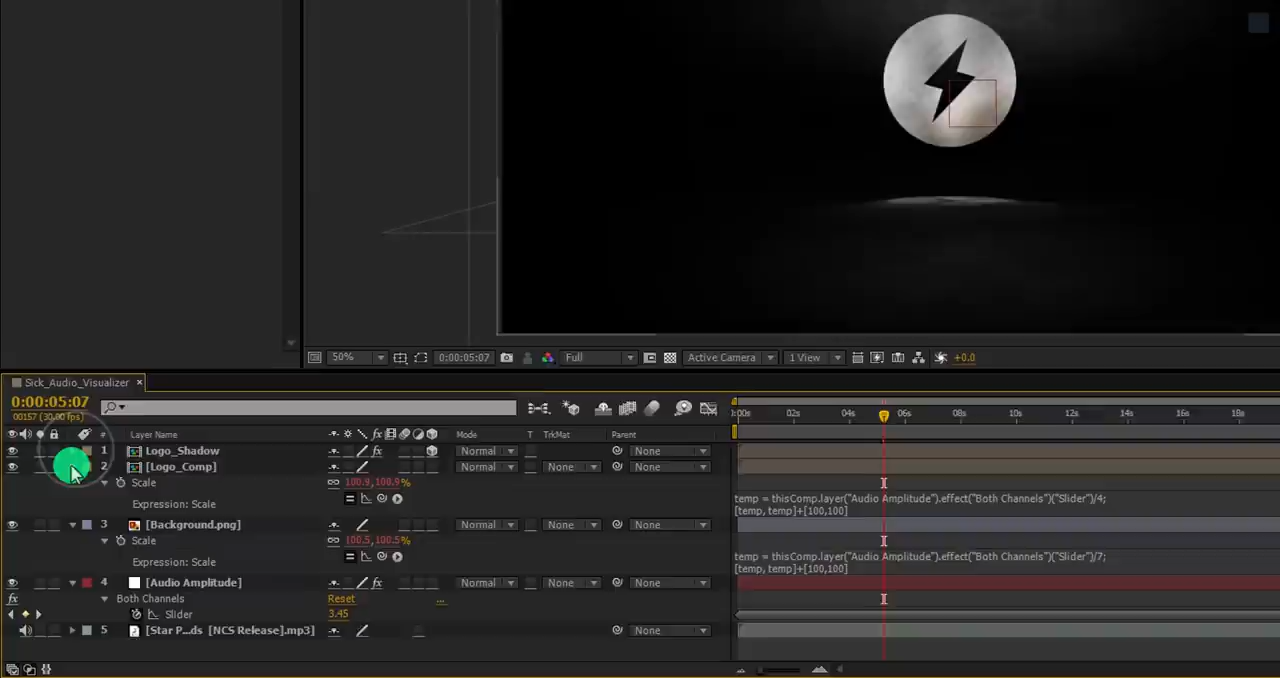 50%
0:00:05:07
Full
Active Camera
1 View
+0.0
Sick_Audio_Visualizer ×
0:00:05:07
00157 (30.00 fps)
:00s 02s 04s 06s 08s 10s 12s 14s 16s 18s
# Layer Name fx Mode T TrkMat Parent
1 Logo_Shadow fx Normal None
2 [Logo_Comp] Normal None None
Scale 100.9,100.9%
Expression: Scale temp = thisComp.layer("Audio Amplitude").effect("Both Channels")("Slider")/4;
[temp, temp]+[100,100]
3 [Background.png] Normal None None
Scale 100.5,100.5%
Expression: Scale temp = thisComp.layer("Audio Amplitude").effect("Both Channels")("Slider")/7;
[temp, temp]+[100,100]
4 [Audio Amplitude] fx Normal None None
fx Both Channels Reset ...
Slider 3.45
5 [Star P...ds [NCS Release].mp3] None